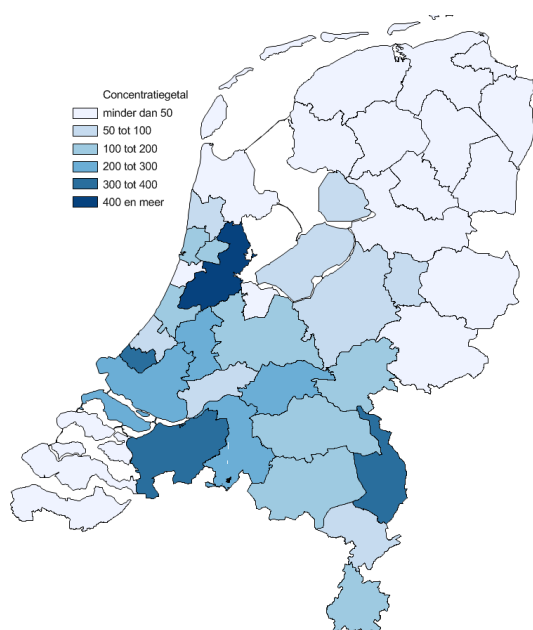 Concentratiegetal
minder dan 50
50 tot 100
100 tot 200
200 tot 300
300 tot 400
400 en meer